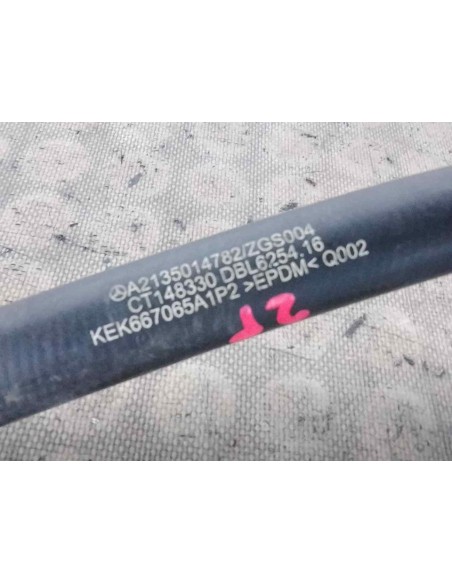 A2135014782/ZGS004
CT148330 DBL6254.16
KEK667065A1P2 >EPDM< Q002